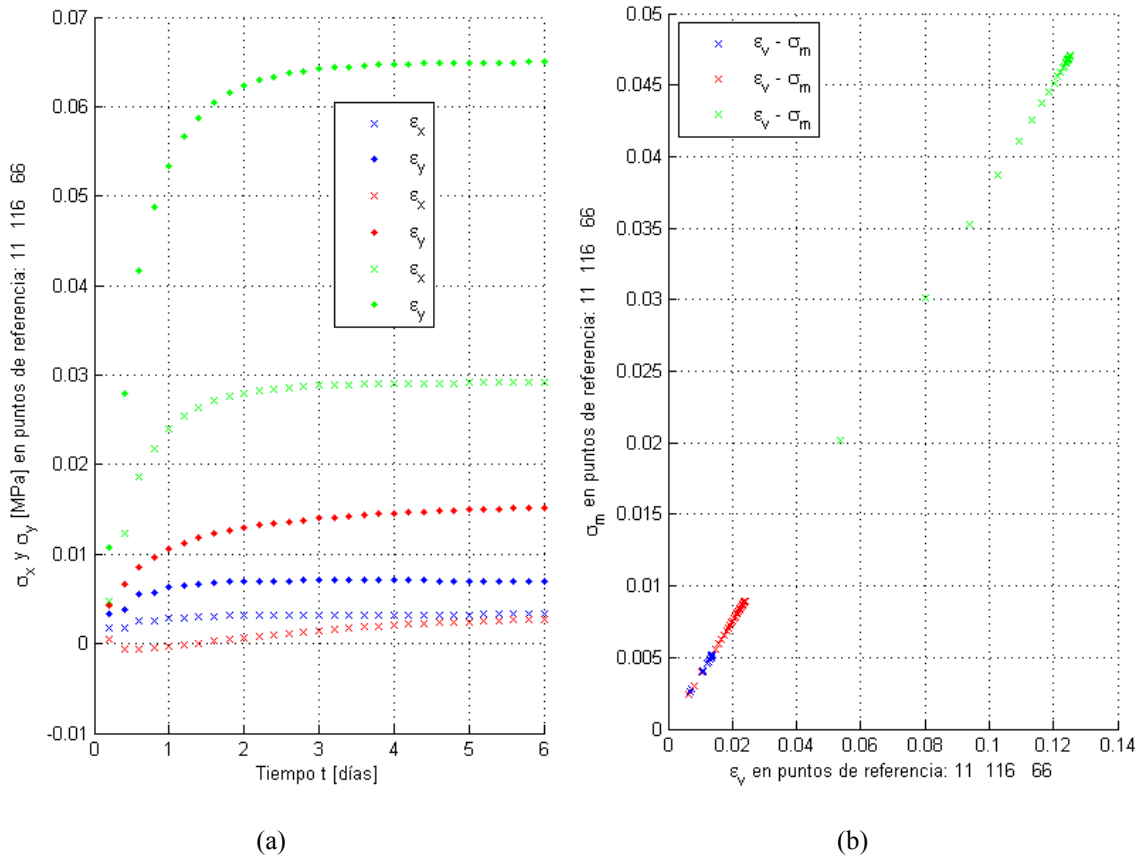 0.07
0.06
0.05
0.04
0.03
0.02
0.01
0
-0.01
0 1 2 3 4 5 6
Tiempo t [días]
σx y σy [MPa] en puntos de referencia: 11 116 66
εx
εy
εx
εy
εx
εy
(a)
0.05
0.045
0.04
0.035
0.03
0.025
0.02
0.015
0.01
0.005
0
0 0.02 0.04 0.06 0.08 0.1 0.12 0.14
εv en puntos de referencia: 11 116 66
σm en puntos de referencia: 11 116 66
εv - σm
εv - σm
εv - σm
(b)